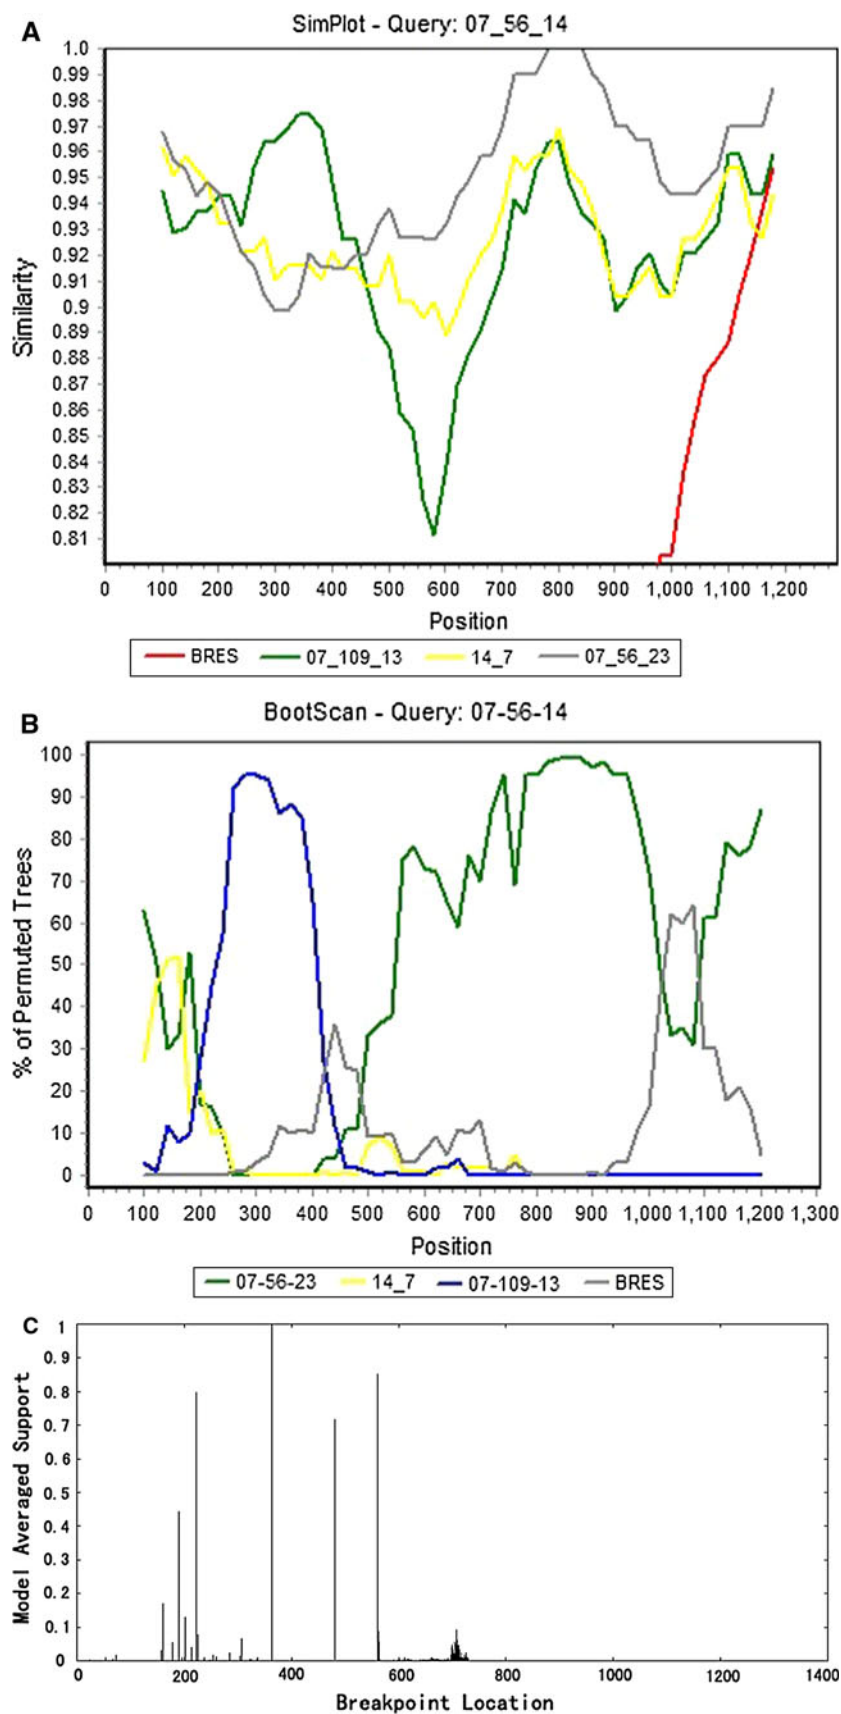 A
SimPlot - Query: 07_56_14
1.0
0.99
0.98
0.97
0.96
0.95
0.94
0.93
0.92
0.91
0.9
0.89
0.88
0.87
0.86
0.85
0.84
0.83
0.82
0.81
Similarity
0 100 200 300 400 500 600 700 800 900 1,000 1,100 1,200
Position
BRES 07_109_13 14_7 07_56_23
B
BootScan - Query: 07-56-14
100
90
80
70
60
50
40
30
20
10
0
% of Permuted Trees
0 100 200 300 400 500 600 700 800 900 1,000 1,100 1,200 1,300
Position
07-56-23 14_7 07-109-13 BRES
C
1
0.9
0.8
0.7
0.6
0.5
0.4
0.3
0.2
0.1
0
Model Averaged Support
0 200 400 600 800 1000 1200 1400
Breakpoint Location